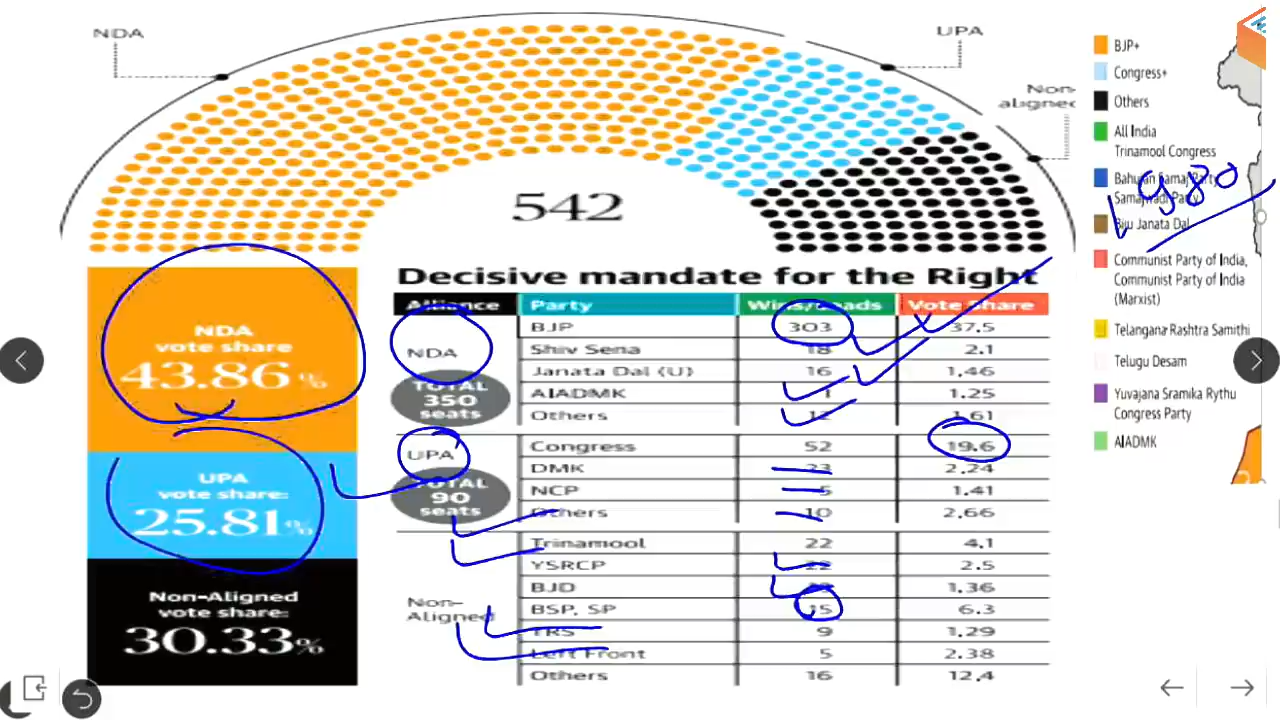 NDA
UPA
Non-
aligned
542
BJP+
Congress+
Others
All India
Trinamool Congress
Bahujan Samaj Party
Samajwadi Party
Biju Janata Dal
Communist Party of India,
Communist Party of India
(Marxist)
Telangana Rashtra Samithi
Telugu Desam
Yuvajana Sramika Rythu
Congress Party
AIADMK
980
NDA
vote share
43.86 %
UPA
vote share:
25.81%
Non-Aligned
vote share:
30.33%
Decisive mandate for the Right
Alliance Party Wins/Leads Vote Share
NDA
TOTAL
350
seats
BJP 303 37.5
Shiv Sena 18 2.1
Janata Dal (U) 16 1.46
AIADMK 1 1.25
Others 12 1.61
UPA
TOTAL
90
seats
Congress 52 19.6
DMK 23 2.24
NCP 5 1.41
Others 10 2.66
Non-
Aligned
Trinamool 22 4.1
YSRCP 22 2.5
BJD 1.36
BSP, SP 15 6.3
TRS 9 1.29
Left Front 5 2.38
Others 16 12.4